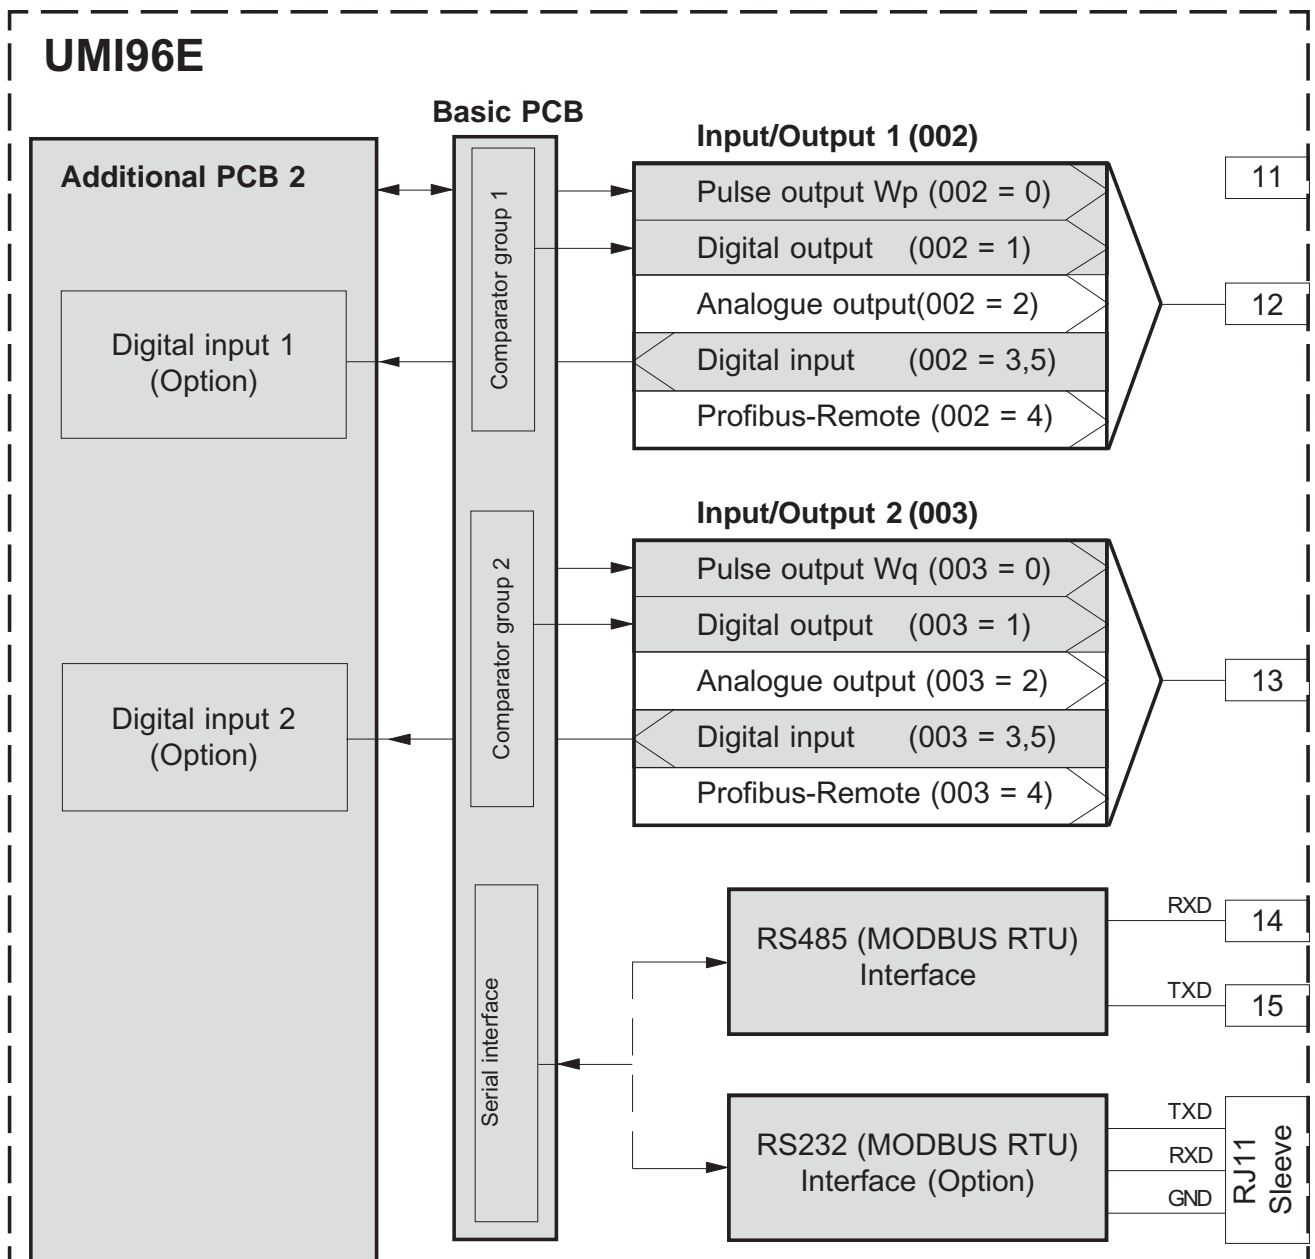 UMI96E
Basic PCB
Additional PCB 2
Digital input 1
(Option)
Digital input 2
(Option)
Comparator group 1
Comparator group 2
Serial interface
Input/Output 1 (002)
Pulse output Wp (002 = 0)
Digital output (002 = 1)
Analogue output(002 = 2)
Digital input (002 = 3,5)
Profibus-Remote (002 = 4)
11
12
Input/Output 2 (003)
Pulse output Wq (003 = 0)
Digital output (003 = 1)
Analogue output (003 = 2)
Digital input (003 = 3,5)
Profibus-Remote (003 = 4)
13
RS485 (MODBUS RTU)
Interface
RXD
14
TXD
15
RS232 (MODBUS RTU)
Interface (Option)
TXD
RXD
GND
RJ11
Sleeve